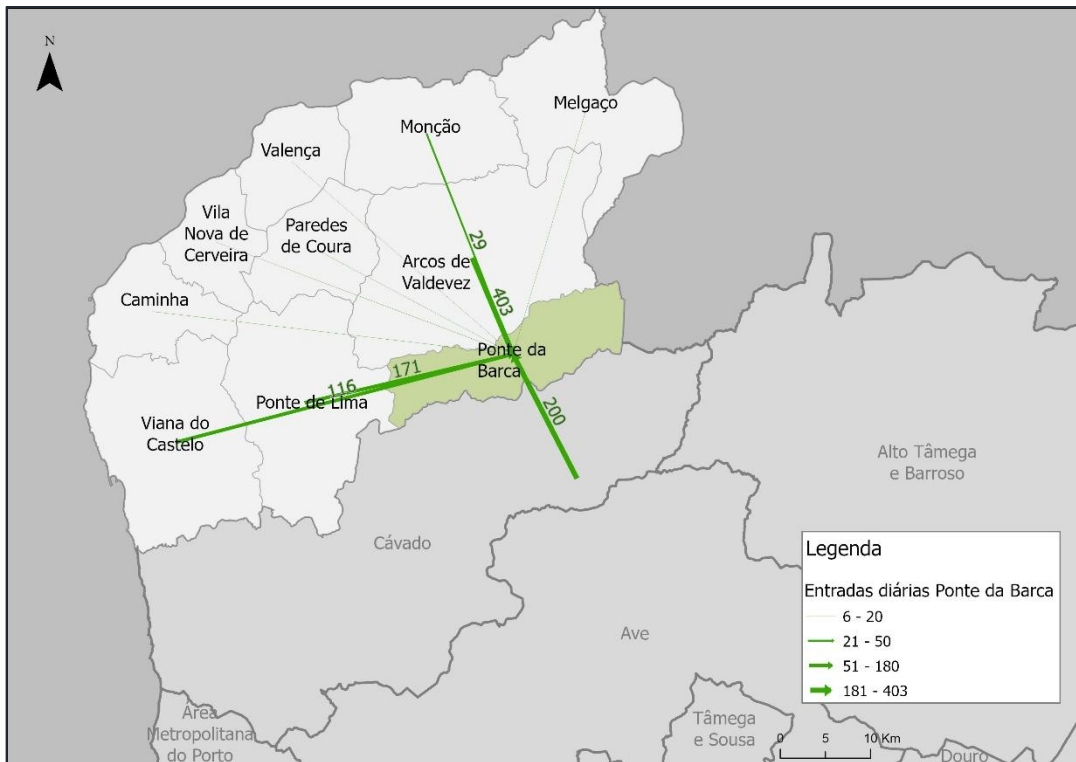 N
Melgaço
Monção
Valença
Vila
Nova de
Cerveira
Paredes
de Coura
29
Arcos de
Valdevez
Caminha
403
Ponte da
Barca
171
116
Ponte de Lima
200
Viana do
Castelo
Alto Tâmega
e Barroso
Cávado
Ave
Legenda
Entradas diárias Ponte da Barca
6 - 20
21 - 50
51 - 180
181 - 403
Área
Metropolitana
do Porto
Tâmega
e Sousa
0 5 10 Km
Douro